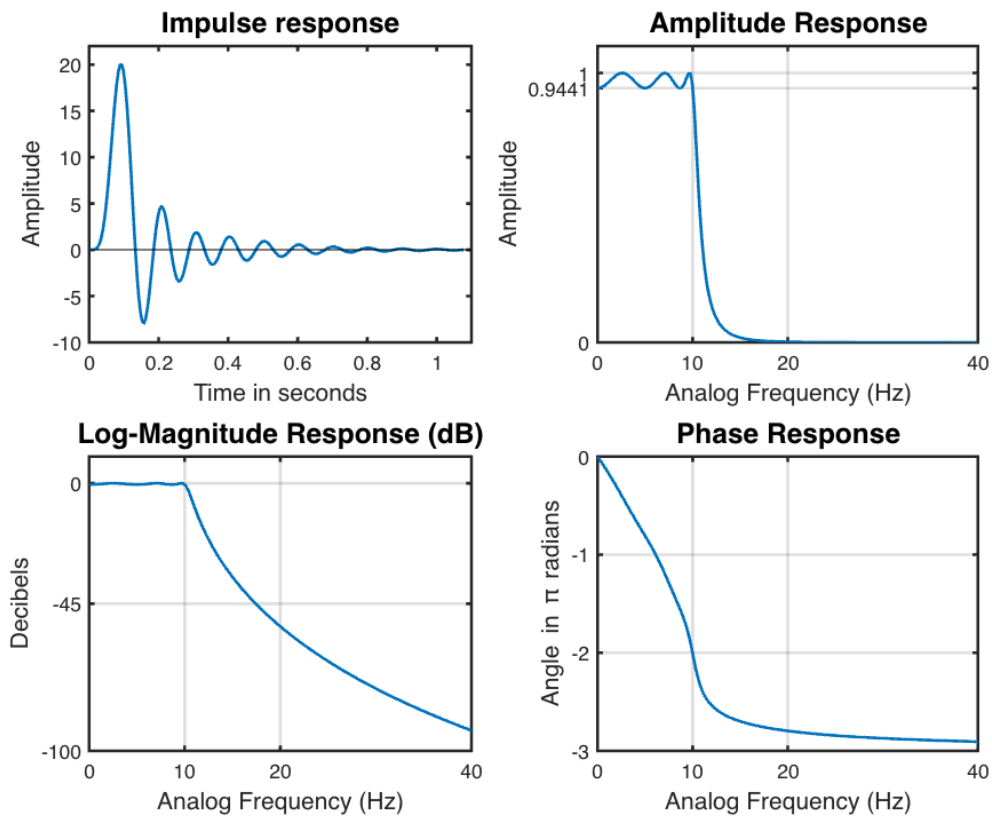 Impulse response
20
15
10
5
0
-5
-10
Amplitude
0 0.2 0.4 0.6 0.8 1
Time in seconds
Amplitude Response
1
0.9441
0
Amplitude
0 10 20 40
Analog Frequency (Hz)
Log-Magnitude Response (dB)
0
-45
-100
Decibels
0 10 20 40
Analog Frequency (Hz)
Phase Response
0
-1
-2
-3
Angle in π radians
0 10 20 40
Analog Frequency (Hz)